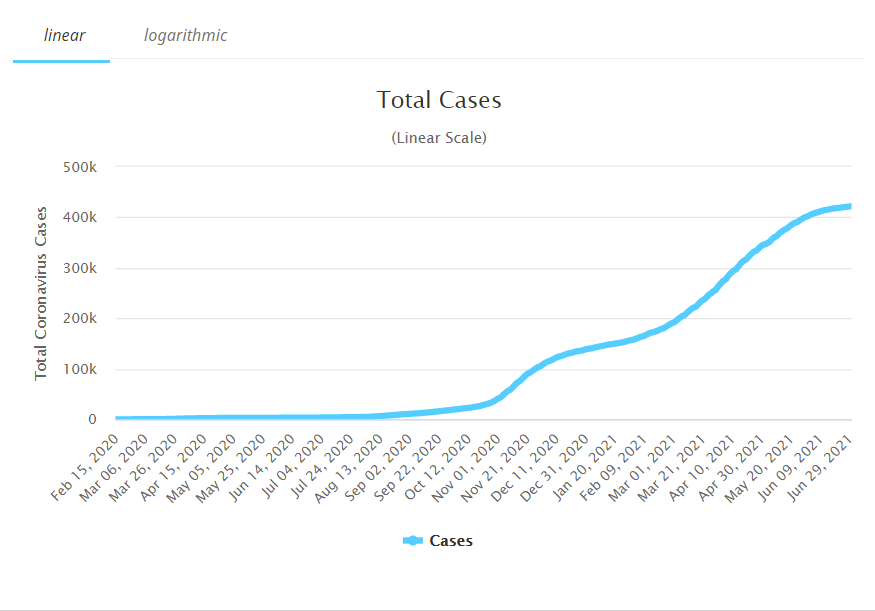 linear
logarithmic
Total Cases
(Linear Scale)
Total Coronavirus Cases
500k
400k
300k
200k
100k
0
Feb 15, 2020
Mar 06, 2020
Mar 26, 2020
Apr 15, 2020
May 05, 2020
May 25, 2020
Jun 14, 2020
Jul 04, 2020
Jul 24, 2020
Aug 13, 2020
Sep 02, 2020
Sep 22, 2020
Oct 12, 2020
Nov 01, 2020
Nov 21, 2020
Dec 11, 2020
Dec 31, 2020
Jan 20, 2021
Feb 09, 2021
Mar 01, 2021
Mar 21, 2021
Apr 10, 2021
Apr 30, 2021
May 20, 2021
Jun 09, 2021
Jun 29, 2021
Cases